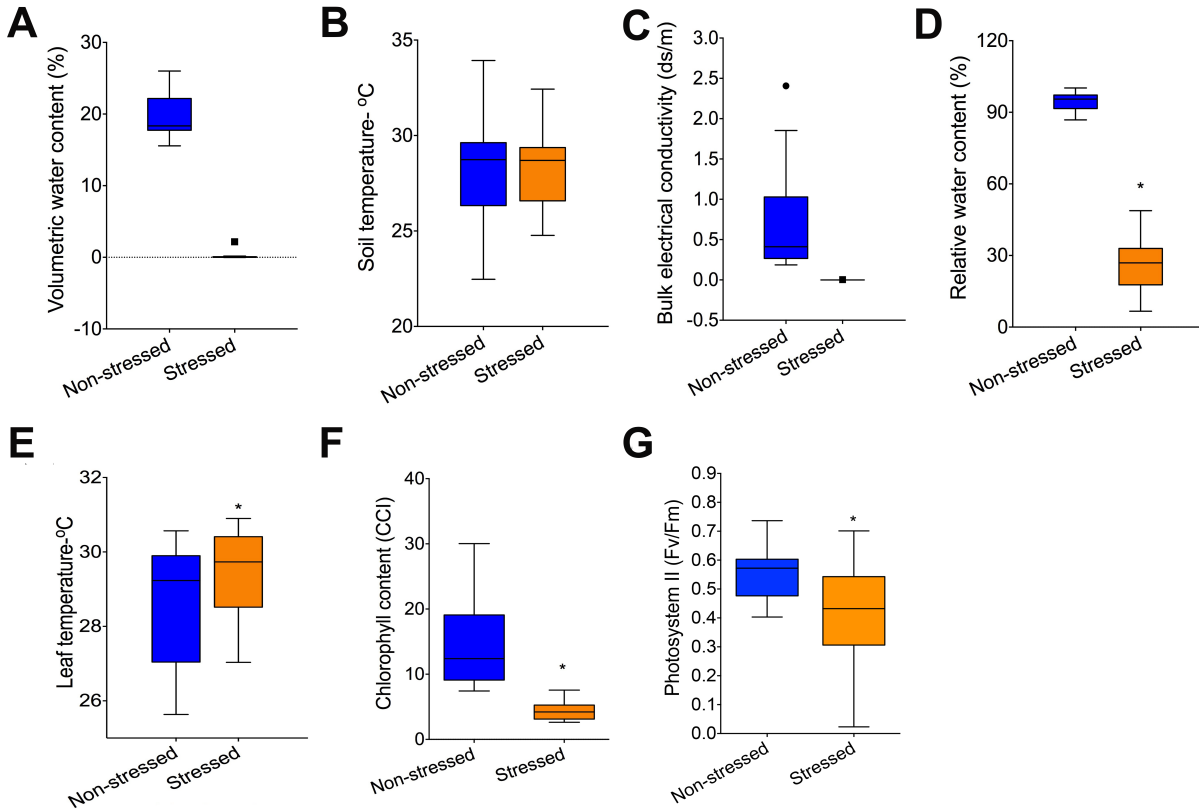 A
Volumetric water content (%)
30
20
10
0
-10
Non-stressed
Stressed
B
Soil temperature- ºC
35
30
25
20
Non-stressed
Stressed
C
Bulk electrical conductivity (ds/m)
3.0
2.5
2.0
1.5
1.0
0.5
0.0
-0.5
Non-stressed
Stressed
D
Relative water content (%)
120
90
60
30
0
*
Non-stressed
Stressed
E
Leaf temperature-ºC
32
30
28
26
*
Non-stressed
Stressed
F
Chlorophyll content (CCI)
40
30
20
10
0
*
Non-stressed
Stressed
G
Photosystem II (Fv/Fm)
0.9
0.8
0.7
0.6
0.5
0.4
0.3
0.2
0.1
0.0
*
Non-stressed
Stressed